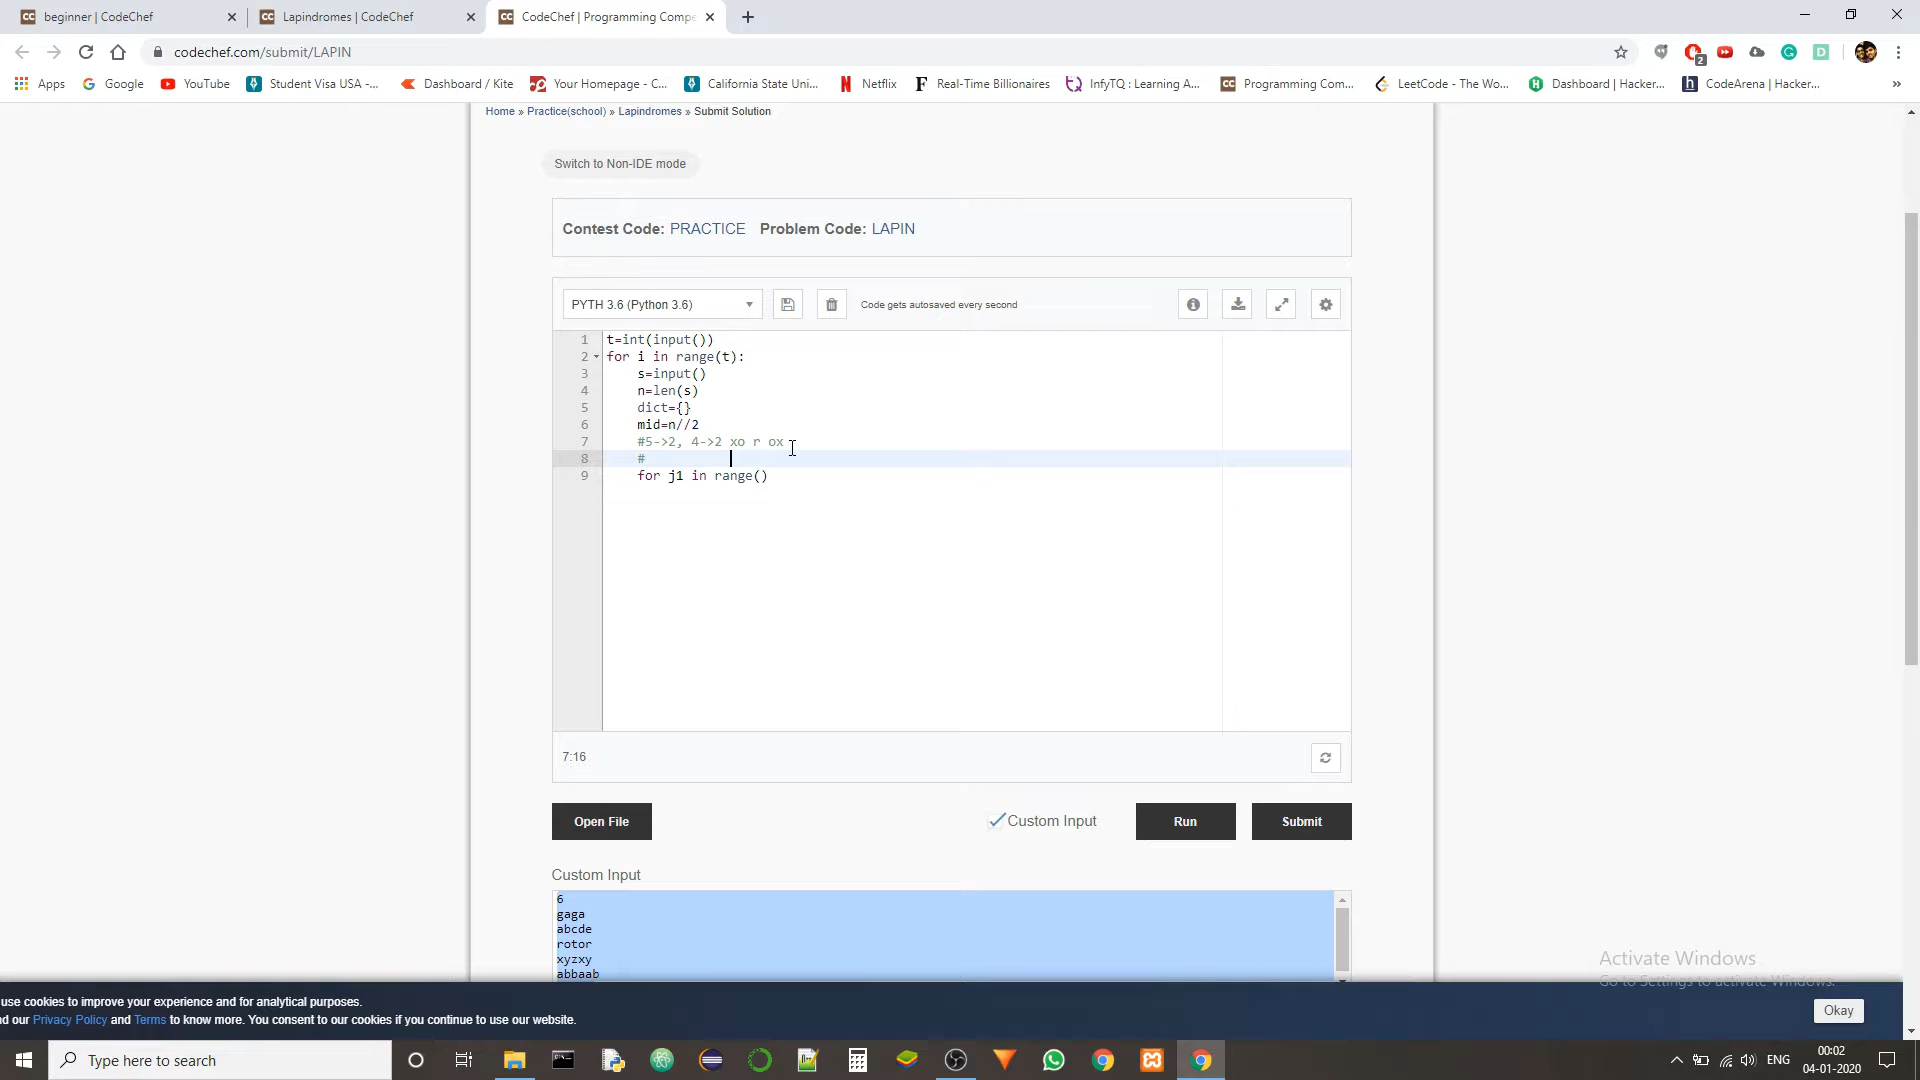 beginner | CodeChef
Lapindromes | CodeChef
CodeChef | Programming Compe
codechef.com/submit/LAPIN
2
Apps
Google
YouTube
Student Visa USA -...
Dashboard / Kite
Your Homepage - C...
California State Uni...
Netflix
Real-Time Billionaires
InfyTQ : Learning A...
Programming Com...
LeetCode - The Wo...
Dashboard | Hacker...
CodeArena | Hacker...
»
Home » Practice(school) » Lapindromes » Submit Solution
Switch to Non-IDE mode
Contest Code: PRACTICE Problem Code: LAPIN
PYTH 3.6 (Python 3.6)
Code gets autosaved every second
1 t=int(input())
2 for i in range(t):
3 s=input()
4 n=len(s)
5 dict={}
6 mid=n//2
7 #5->2, 4->2 xo r ox
8 #
9 for j1 in range()
7:16
Open File
Custom Input
Run
Submit
Custom Input
6
gaga
abcde
rotor
xyzxy
abbaab
Activate Windows
Go to Settings to activate Windows.
use cookies to improve your experience and for analytical purposes.
ad our Privacy Policy and Terms to know more. You consent to our cookies if you continue to use our website.
Okay
Type here to search
ENG
00:02
04-01-2020